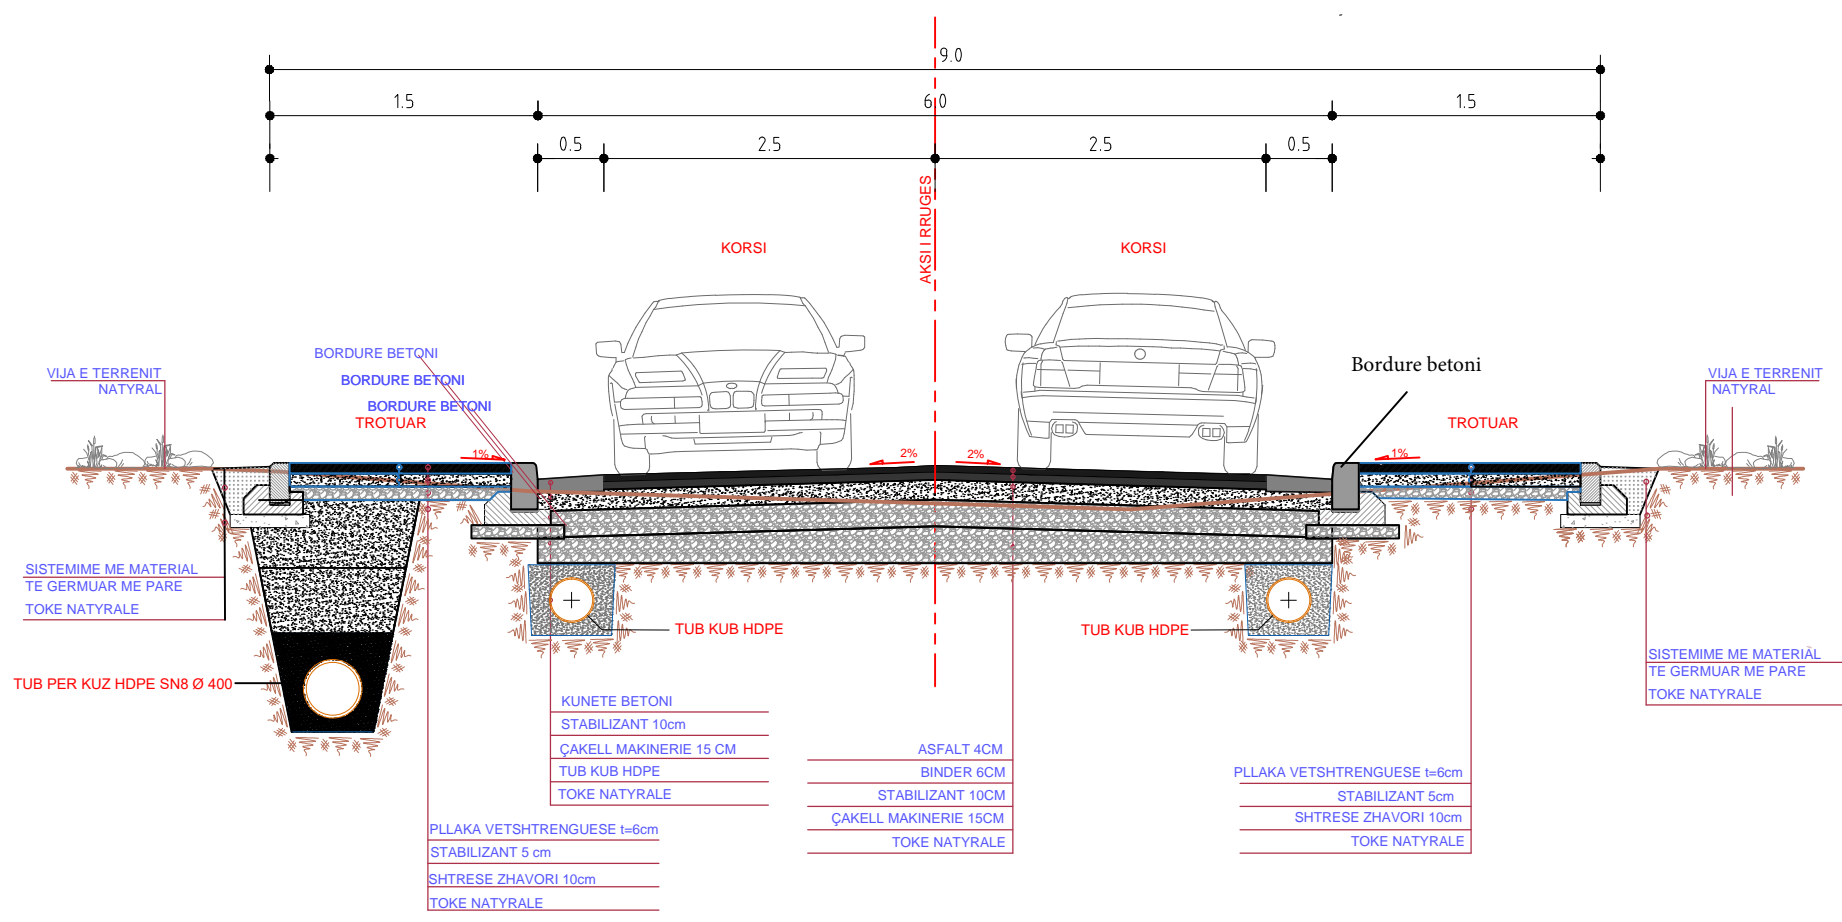 9.0
1.5
6.0
1.5
0.5
2.5
2.5
0.5
AKSI I RRUGES
KORSI
KORSI
BORDURE BETONI
BORDURE BETONI
BORDURE BETONI
TROTUAR
Bordure betoni
TROTUAR
VIJA E TERRENIT
NATYRAL
VIJA E TERRENIT
NATYRAL
1%
2%
2%
1%
SISTEMIME ME MATERIAL
TE GERMUAR ME PARE
TOKE NATYRALE
TUB KUB HDPE
TUB KUB HDPE
SISTEMIME ME MATERIAL
TE GERMUAR ME PARE
TOKE NATYRALE
TUB PER KUZ HDPE SN8 Ø 400
KUNETE BETONI
STABILIZANT 10cm
ÇAKELL MAKINERIE 15 CM
TUB KUB HDPE
TOKE NATYRALE
ASFALT 4CM
BINDER 6CM
STABILIZANT 10CM
ÇAKELL MAKINERIE 15CM
TOKE NATYRALE
PLLAKA VETSHTRENGUESE t=6cm
STABILIZANT 5cm
SHTRESE ZHAVORI 10cm
TOKE NATYRALE
PLLAKA VETSHTRENGUESE t=6cm
STABILIZANT 5 cm
SHTRESE ZHAVORI 10cm
TOKE NATYRALE